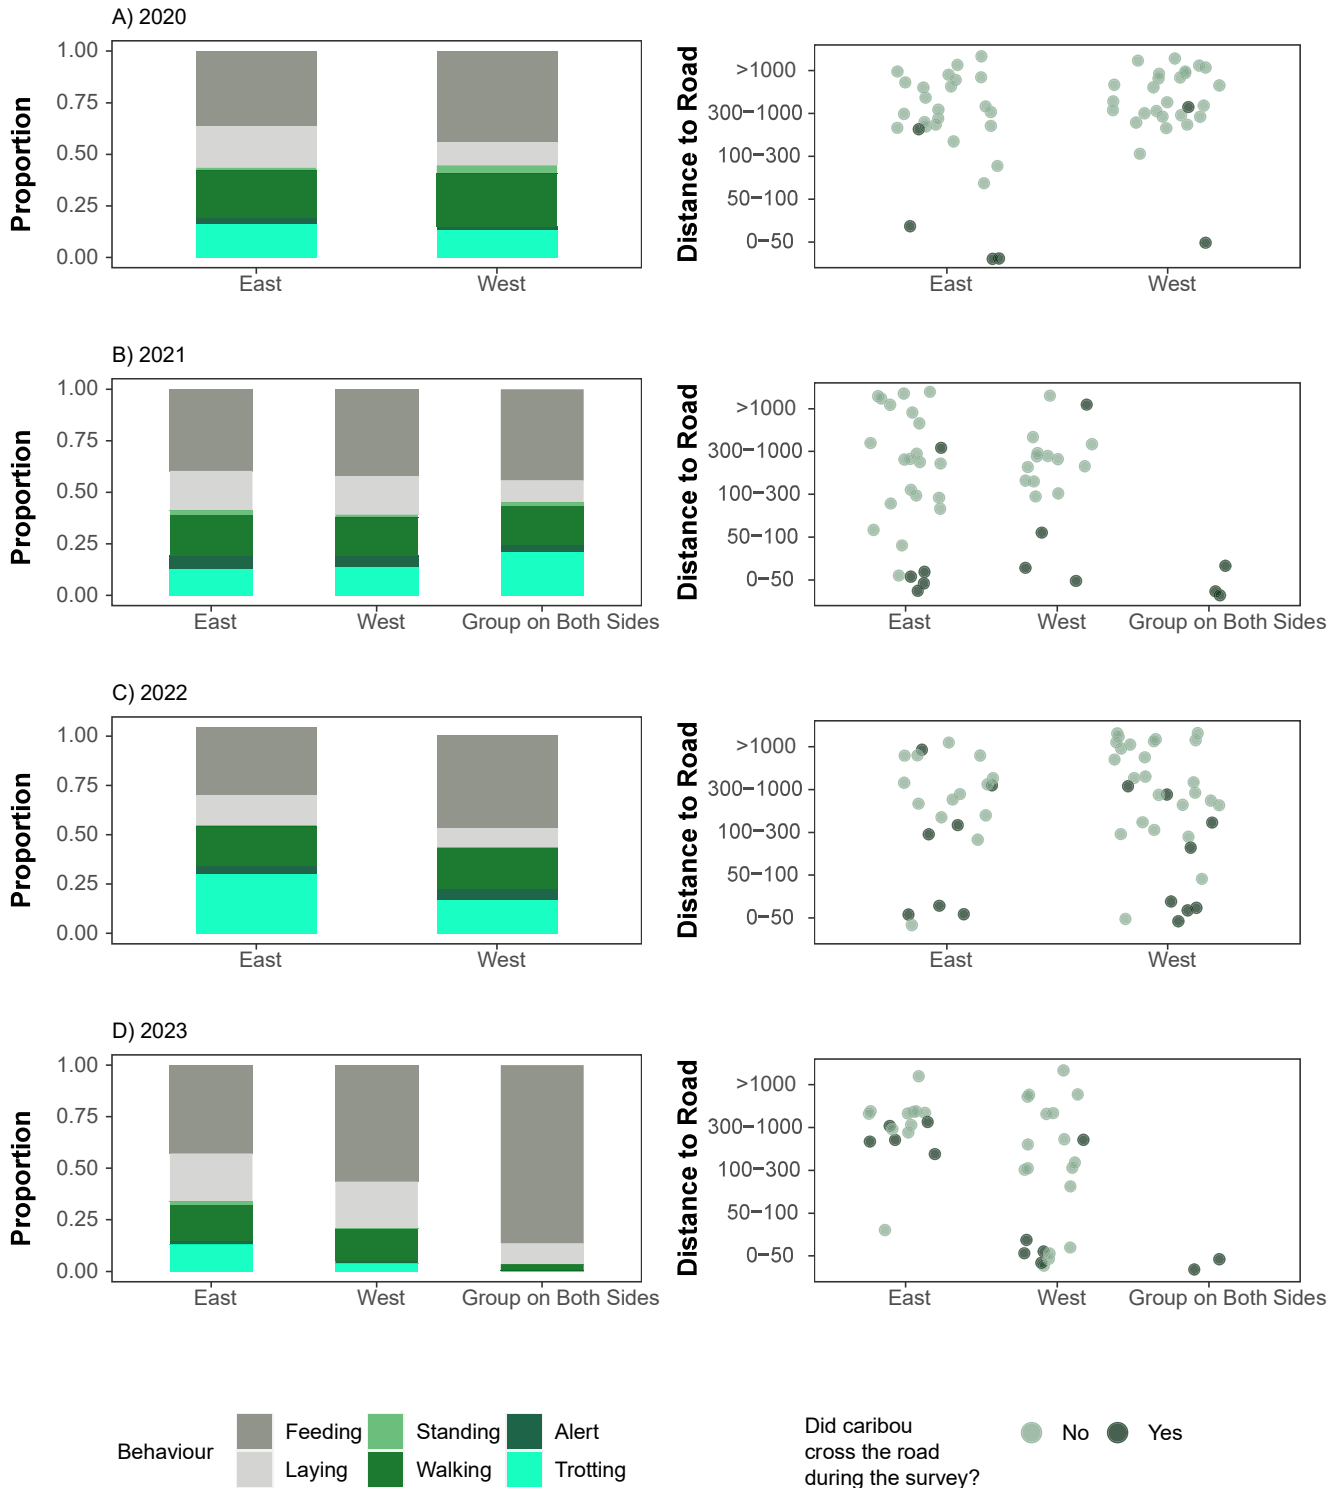 A) 2020
Proportion
1.00
0.75
0.50
0.25
0.00
East West
Distance to Road
>1000
300−1000
100−300
50−100
0−50
East West
B) 2021
Proportion
1.00
0.75
0.50
0.25
0.00
East West Group on Both Sides
Distance to Road
>1000
300−1000
100−300
50−100
0−50
East West Group on Both Sides
C) 2022
Proportion
1.00
0.75
0.50
0.25
0.00
East West
Distance to Road
>1000
300−1000
100−300
50−100
0−50
East West
D) 2023
Proportion
1.00
0.75
0.50
0.25
0.00
East West Group on Both Sides
Distance to Road
>1000
300−1000
100−300
50−100
0−50
East West Group on Both Sides
Behaviour
Feeding Standing Alert
Laying Walking Trotting
Did caribou
cross the road
during the survey?
No Yes